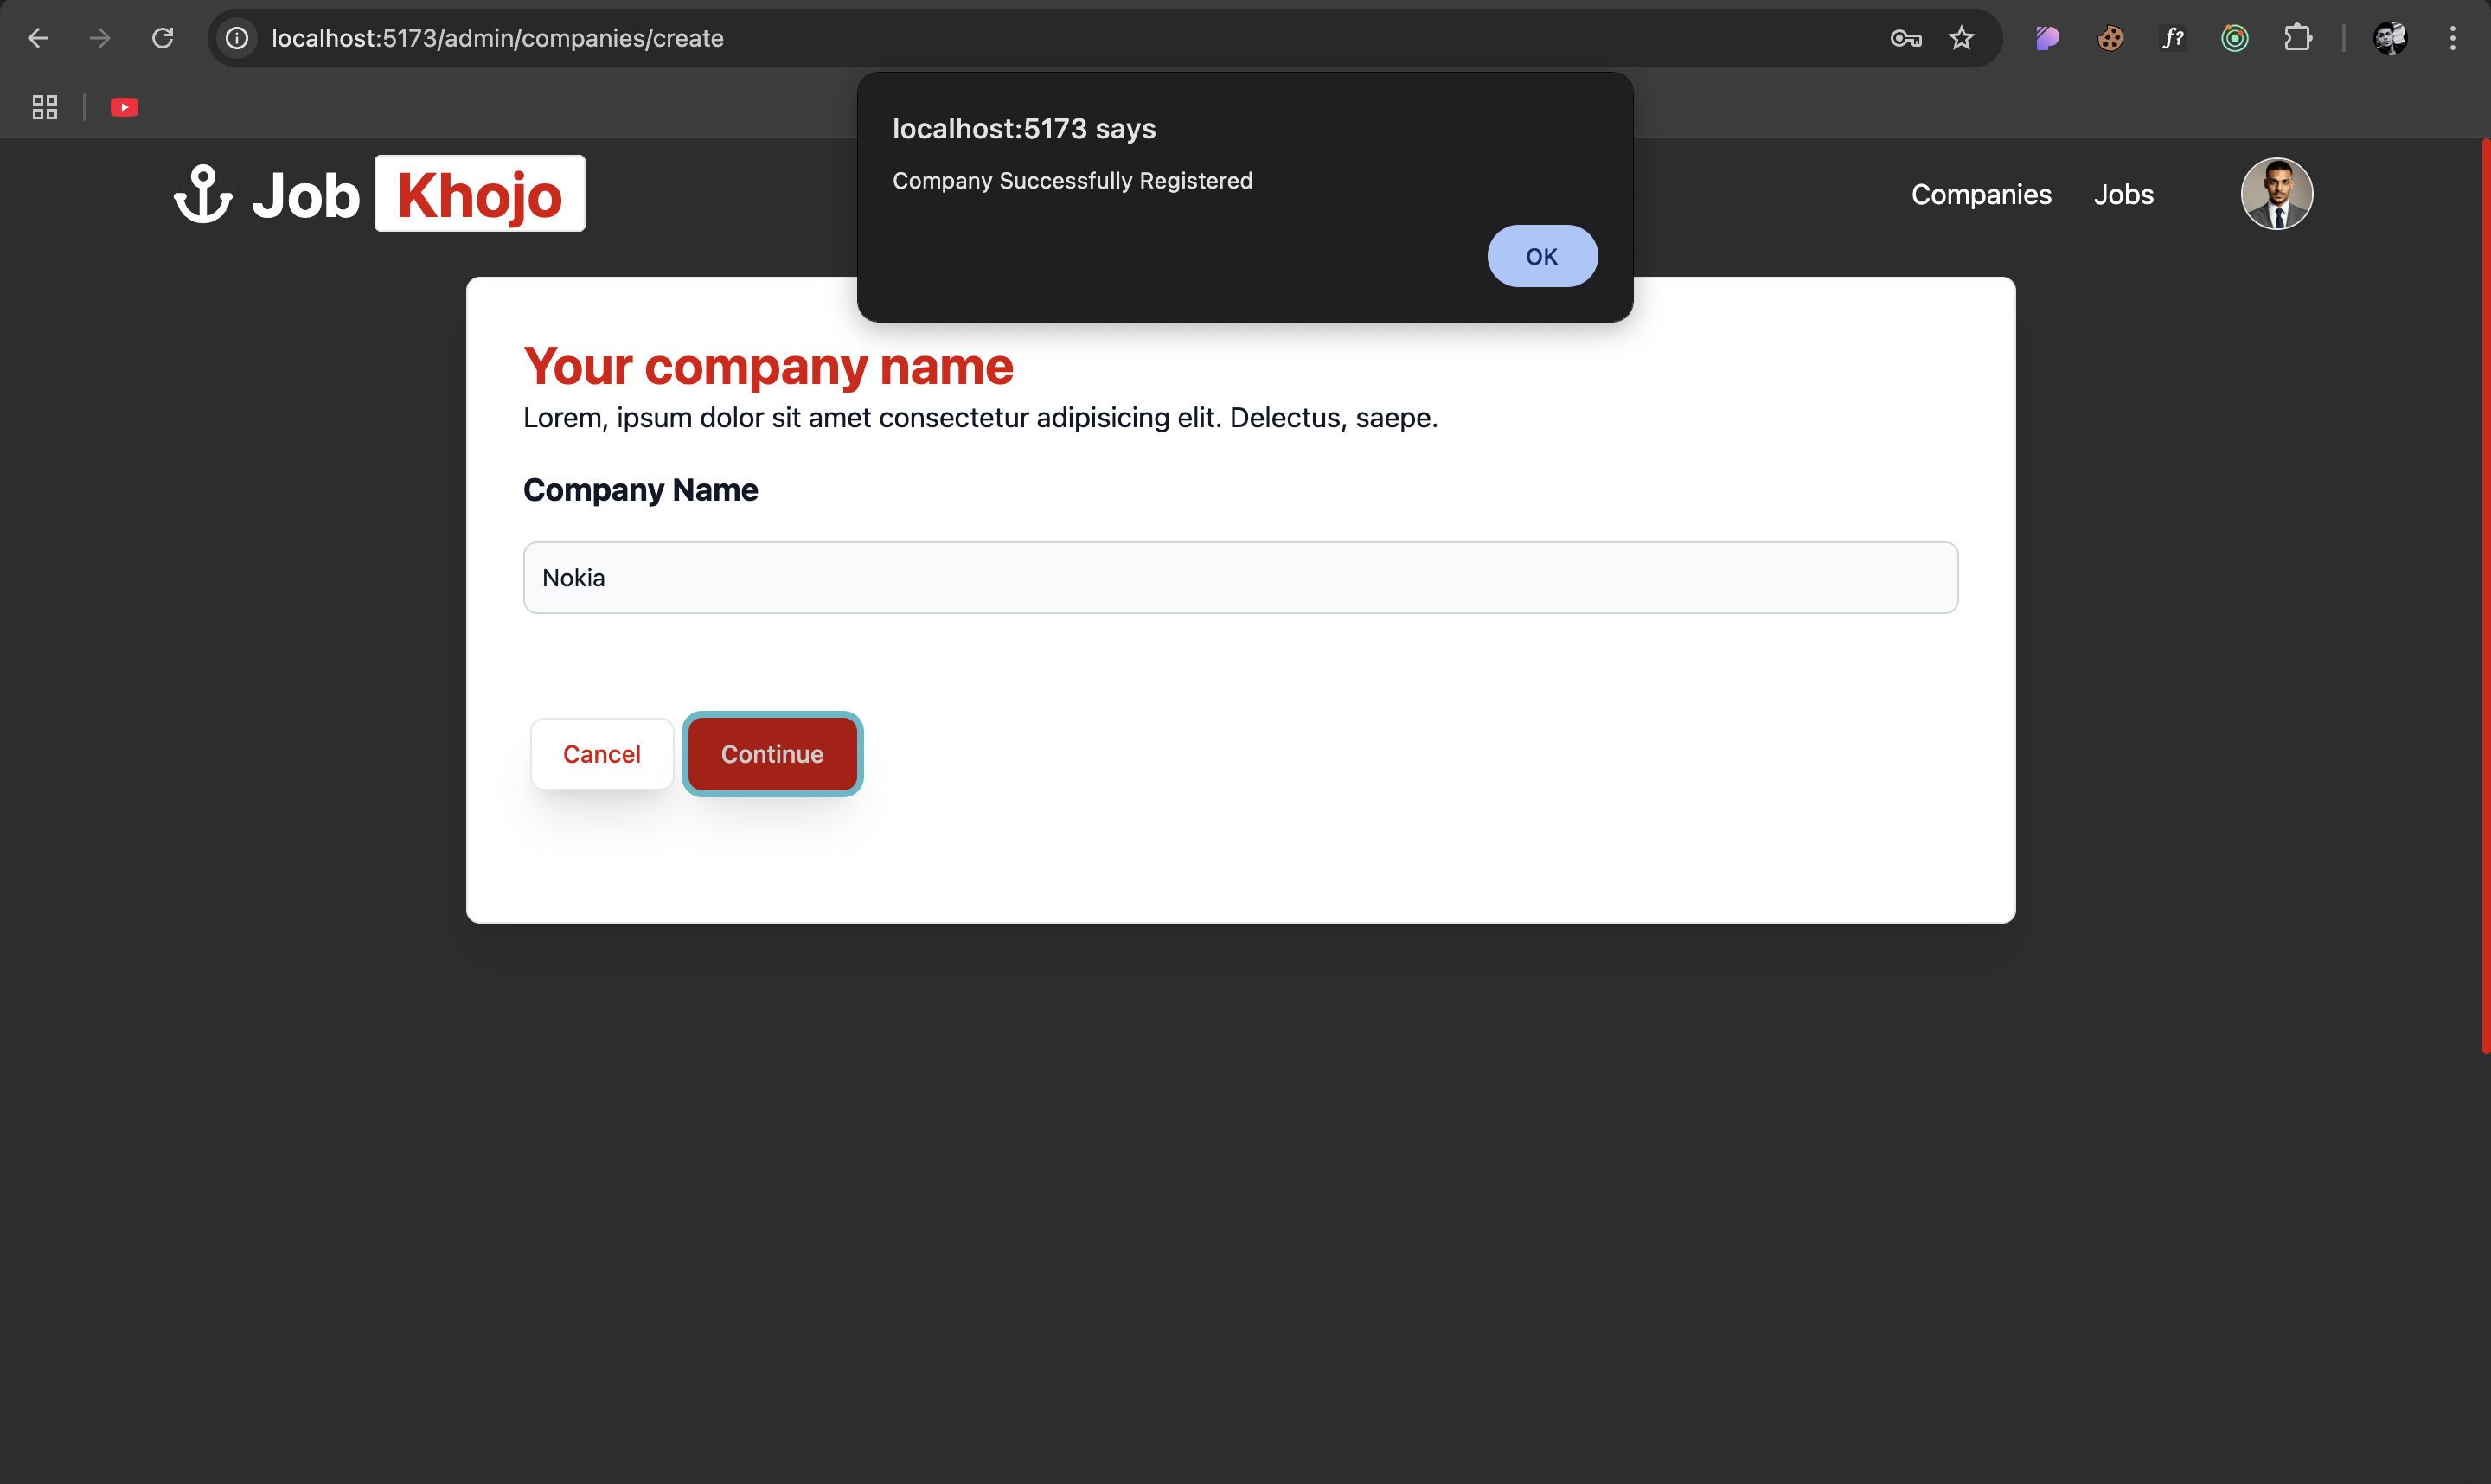 localhost:5173/admin/companies/create
f?
localhost:5173 says
Company Successfully Registered
OK
Job Khojo
Companies Jobs
Your company name
Lorem, ipsum dolor sit amet consectetur adipisicing elit. Delectus, saepe.
Company Name
Nokia
Cancel Continue